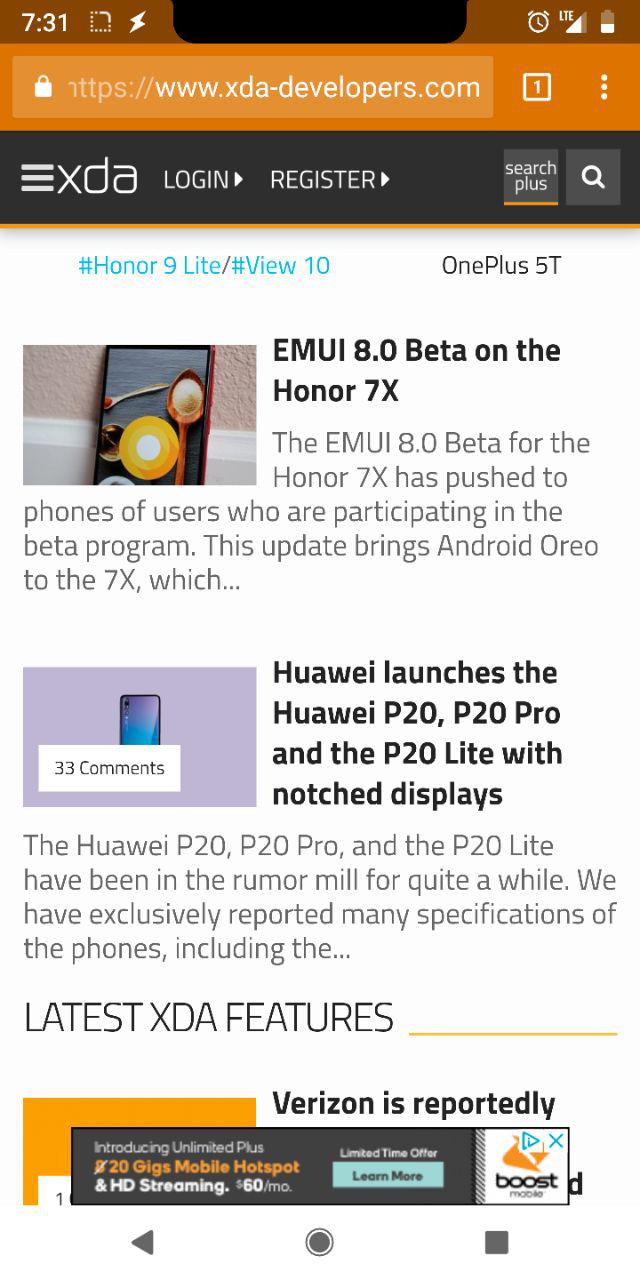 7:31 LTE
https://www.xda-developers.com 1
xda LOGIN REGISTER search plus
#Honor 9 Lite/#View 10 OnePlus 5T
EMUI 8.0 Beta on the
Honor 7X
The EMUI 8.0 Beta for the
Honor 7X has pushed to
phones of users who are participating in the
beta program. This update brings Android Oreo
to the 7X, which...
Huawei launches the
Huawei P20, P20 Pro
and the P20 Lite with
notched displays
33 Comments
The Huawei P20, P20 Pro, and the P20 Lite
have been in the rumor mill for quite a while. We
have exclusively reported many specifications of
the phones, including the...
LATEST XDA FEATURES
Verizon is reportedly
Introducing Unlimited Plus
8 20 Gigs Mobile Hotspot
& HD Streaming. $60/mo.
Limited Time Offer
Learn More
boost
mobile